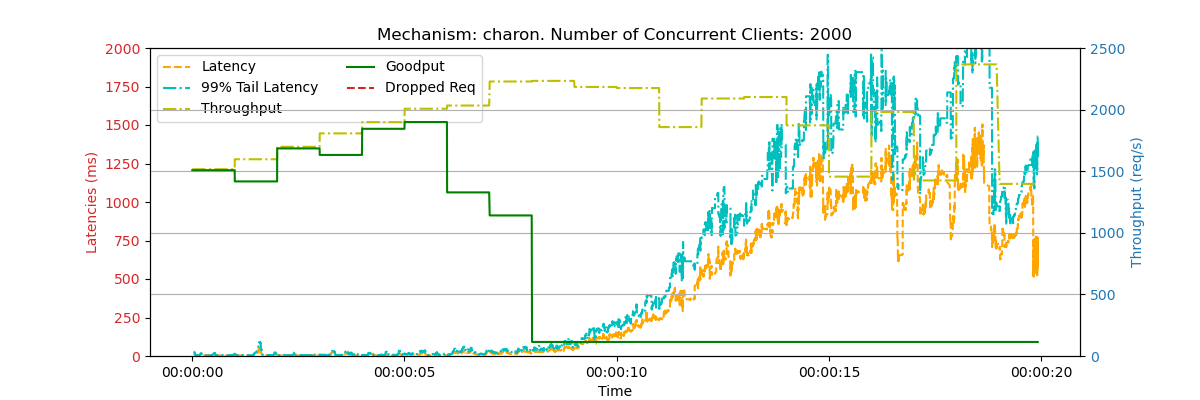 Mechanism: charon. Number of Concurrent Clients: 2000
Latency
99% Tail Latency
Throughput
Goodput
Dropped Req
Latencies (ms)
2000
1750
1500
1250
1000
750
500
250
0
2500
2000
1500
1000
500
0
Throughput (req/s)
00:00:00
00:00:05
00:00:10
00:00:15
00:00:20
Time